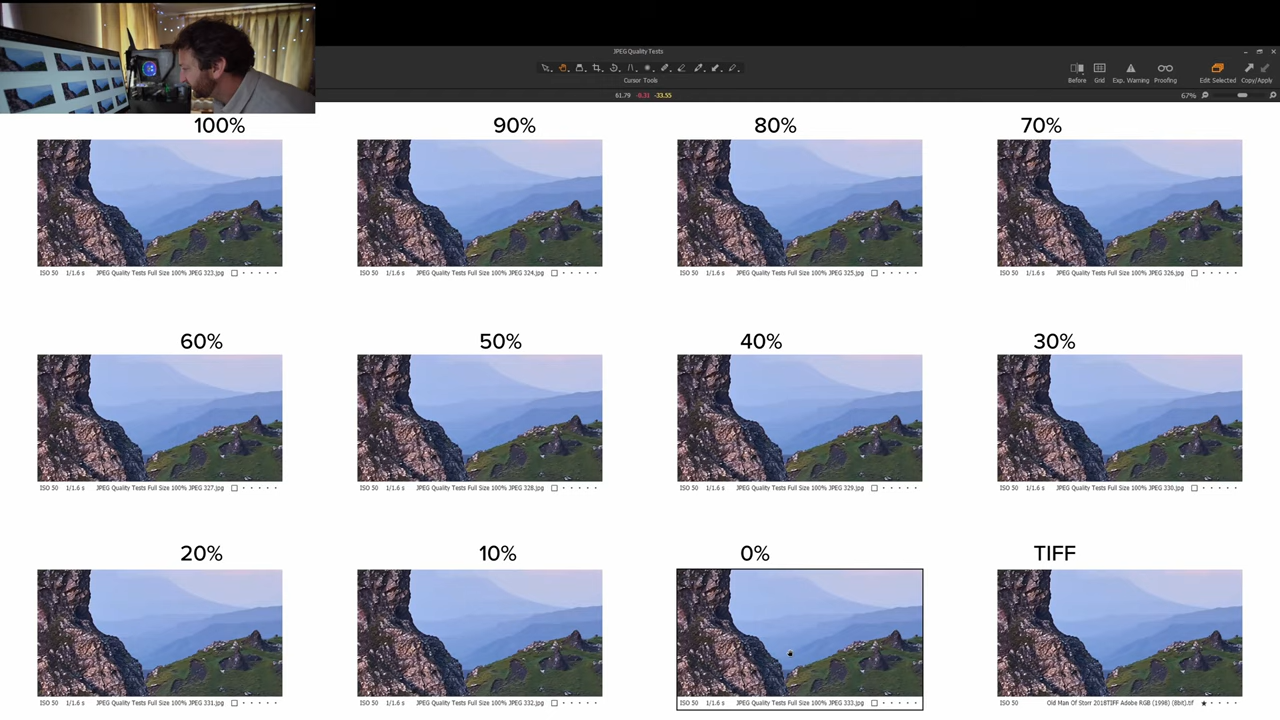 JPEG Quality Tests
Cursor Tools
Before Grid Exp. Warning Proofing Edit Selected Copy/Apply
61.79 -8.31 -33.55 67%
100% 90% 80% 70%
ISO 50 1/1.6 s JPEG Quality Tests Full Size 100% JPEG 323.jpg
ISO 50 1/1.6 s JPEG Quality Tests Full Size 100% JPEG 324.jpg
ISO 50 1/1.6 s JPEG Quality Tests Full Size 100% JPEG 325.jpg
ISO 50 1/1.6 s JPEG Quality Tests Full Size 100% JPEG 326.jpg
60% 50% 40% 30%
ISO 50 1/1.6 s JPEG Quality Tests Full Size 100% JPEG 327.jpg
ISO 50 1/1.6 s JPEG Quality Tests Full Size 100% JPEG 328.jpg
ISO 50 1/1.6 s JPEG Quality Tests Full Size 100% JPEG 329.jpg
ISO 50 1/1.6 s JPEG Quality Tests Full Size 100% JPEG 330.jpg
20% 10% 0% TIFF
ISO 50 1/1.6 s JPEG Quality Tests Full Size 100% JPEG 331.jpg
ISO 50 1/1.6 s JPEG Quality Tests Full Size 100% JPEG 332.jpg
ISO 50 1/1.6 s JPEG Quality Tests Full Size 100% JPEG 333.jpg
ISO 50 Old Man Of Storr 2018TIFF Adobe RGB (1998) (8bit).tif